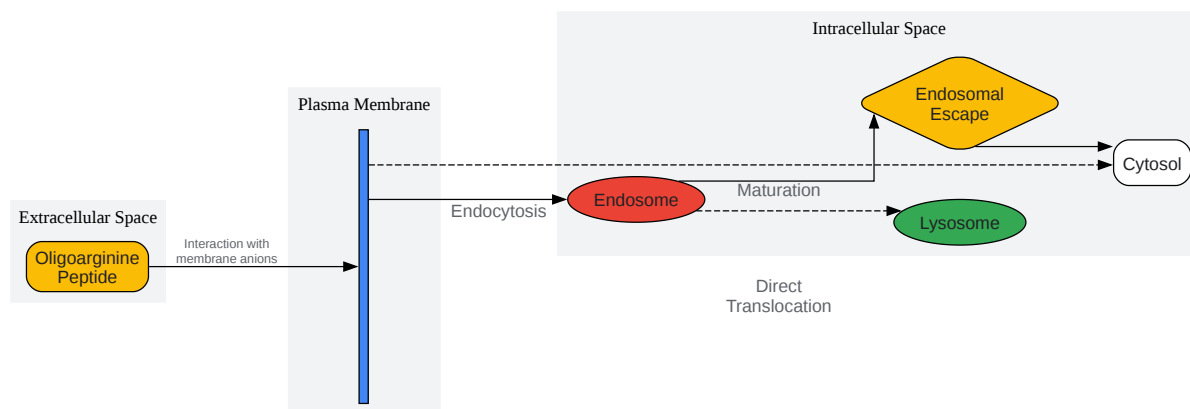 Intracellular Space
Endosomal
Escape
Plasma Membrane
Cytosol
Maturation
Endosome
Endocytosis
Extracellular Space
Lysosome
Interaction with
membrane anions
Oligoarginine
Peptide
Direct
Translocation